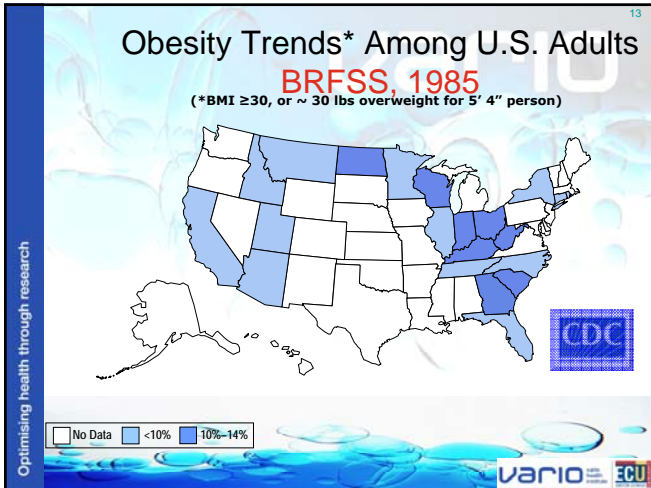 13
Obesity Trends* Among U.S. Adults
BRFSS, 1985
(*BMI ≥30, or ~ 30 lbs overweight for 5’ 4” person)
Optimising health through research
CDC
No Data <10% 10%–14%
vario
ECU